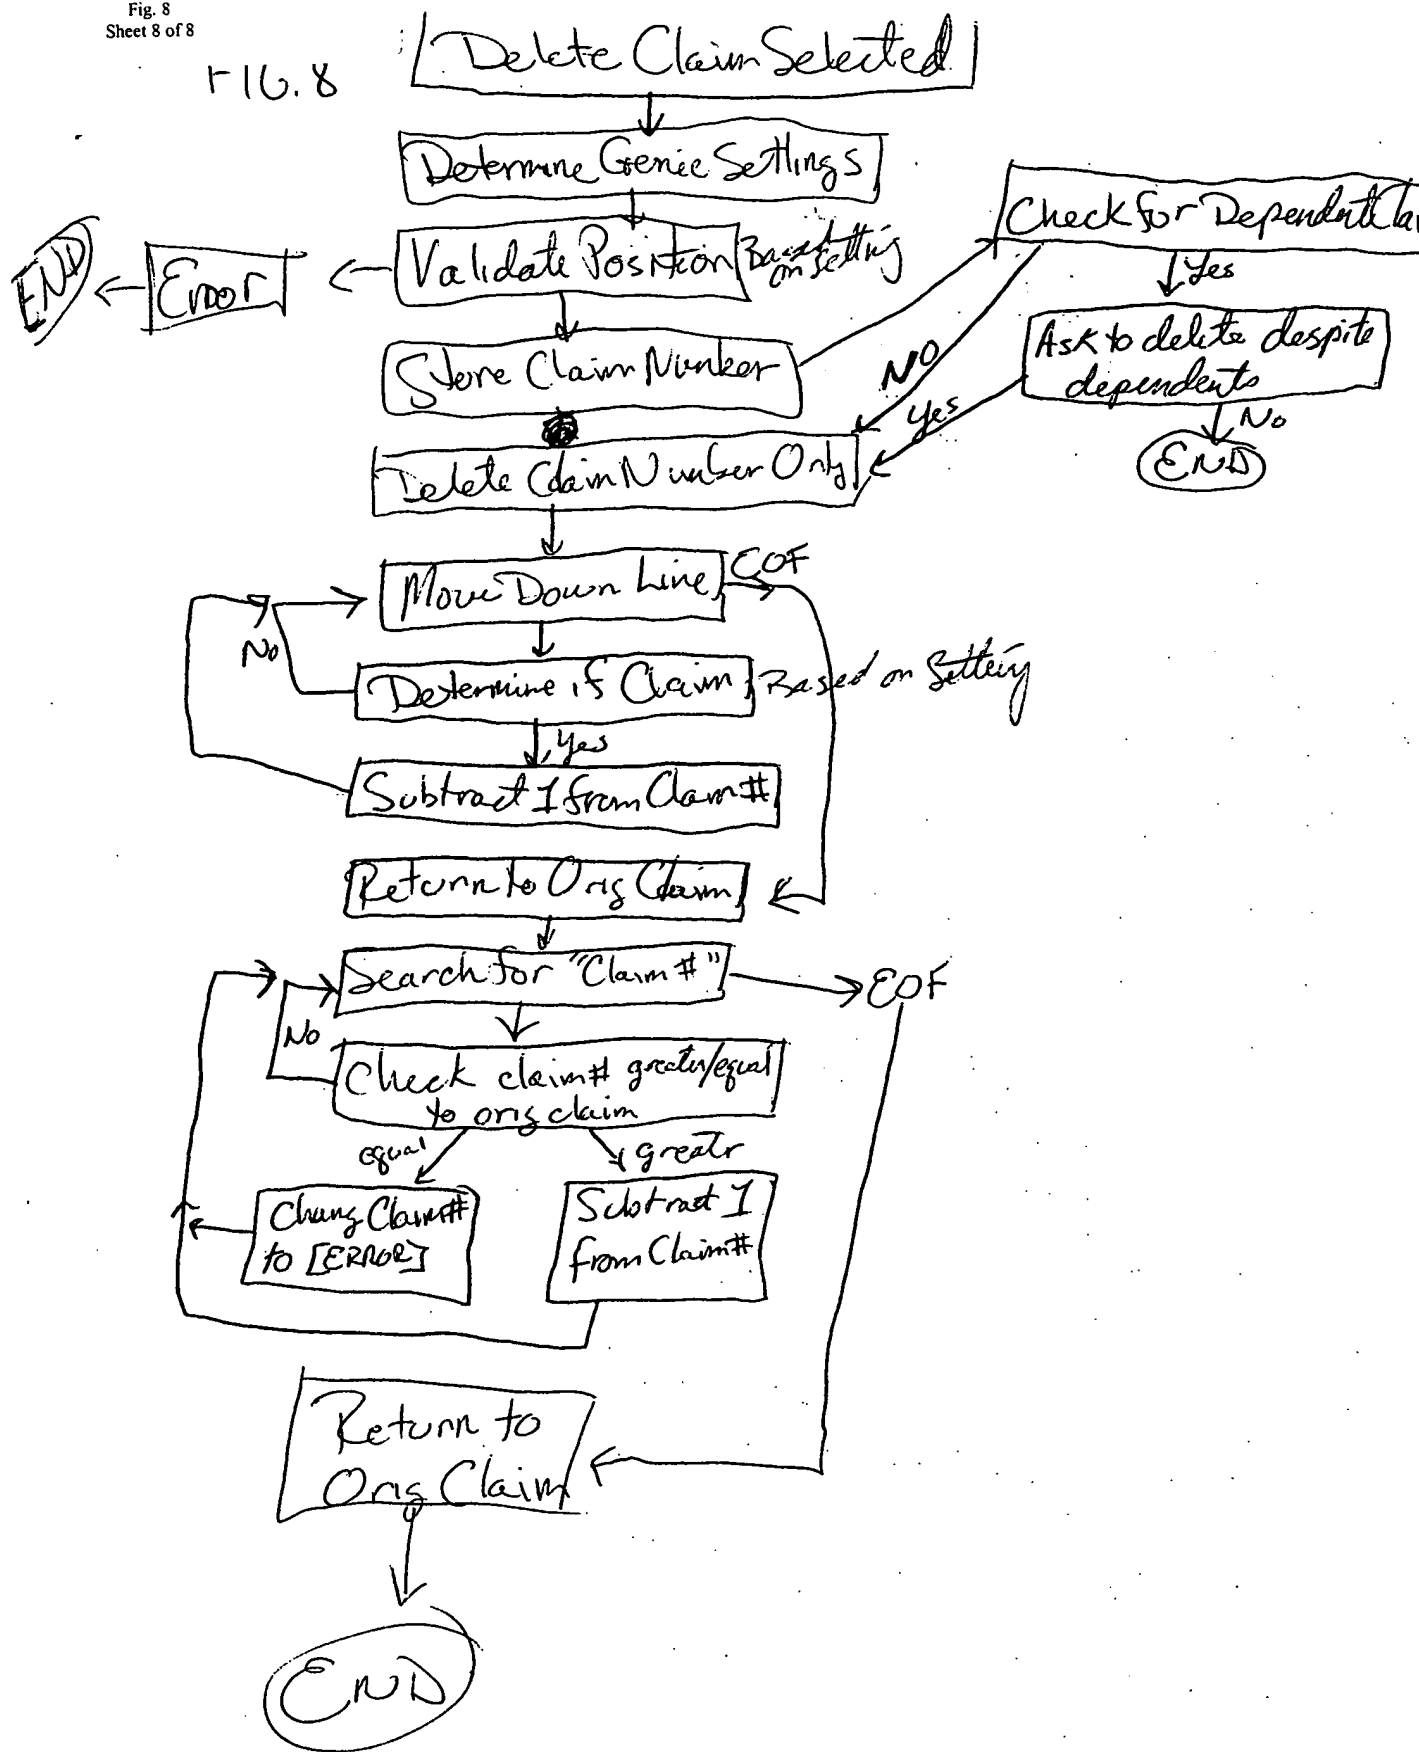 Fig. 8
Sheet 8 of 8
FIG. 8
Delete Claim Selected
Determine Genie Settings
Validate Position
Based
on Setting
Error
END
Store Claim Number
Check for Dependent Clai
Yes
Ask to delete despite
dependents
No
END
NO
Yes
Delete Claim Number Only
Move Down Line
EOF
No
Determine if Claim
Based on Setting
Yes
Subtract 1 from Claim #
Return to Orig Claim
Search for "Claim #"
EOF
No
Check claim # greater/equal
to orig claim
equal
greatr
Chang Claim #
to [ERROR]
Subtract 1
from Claim #
Return to
Orig Claim
END